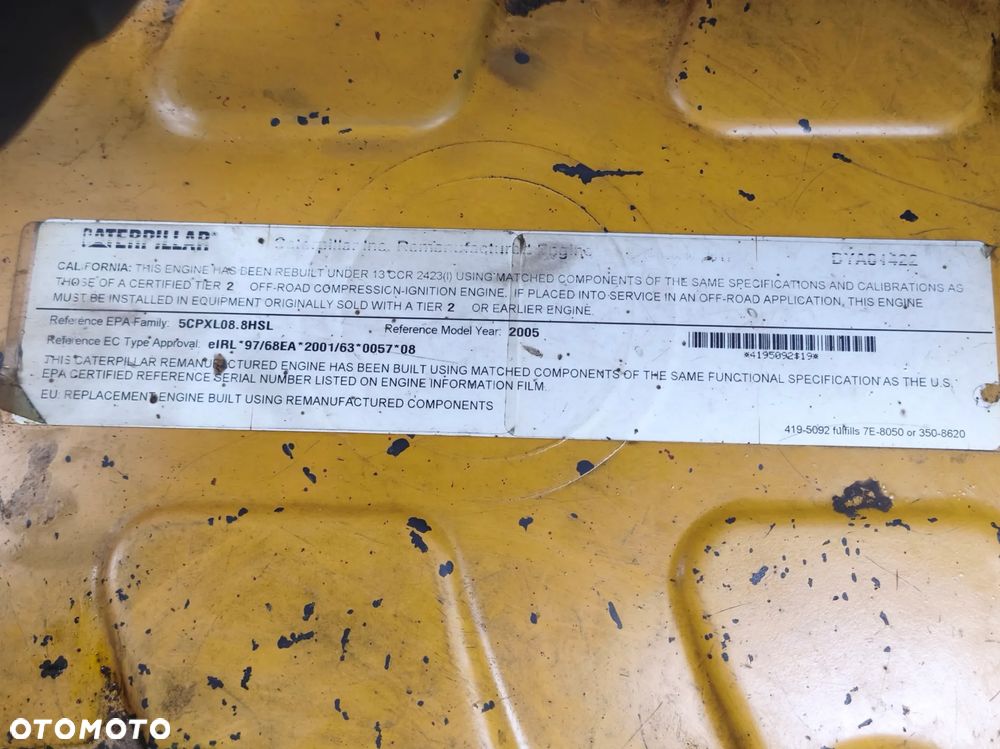 CATERPILLAR®
Caterpillar Inc. Remanufactured Engine
CALIFORNIA: THIS ENGINE HAS BEEN REBUILT UNDER 13 CCR 2423(l) USING MATCHED COMPONENTS OF THE SAME SPECIFICATIONS AND CALIBRATIONS AS
THOSE OF A CERTIFIED TIER 2 OFF-ROAD COMPRESSION-IGNITION ENGINE. IF PLACED INTO SERVICE IN AN OFF-ROAD APPLICATION, THIS ENGINE
MUST BE INSTALLED IN EQUIPMENT ORIGINALLY SOLD WITH A TIER 2 OR EARLIER ENGINE.
Reference EPA Family: 5CPXL08.8HSL Reference Model Year: 2005
Reference EC Type Approval: eIRL*97/68EA*2001/63*0057*08
*4195092$19*
THIS CATERPILLAR REMANUFACTURED ENGINE HAS BEEN BUILT USING MATCHED COMPONENTS OF THE SAME FUNCTIONAL SPECIFICATION AS THE U.S.
EPA CERTIFIED REFERENCE SERIAL NUMBER LISTED ON ENGINE INFORMATION FILM.
EU: REPLACEMENT ENGINE BUILT USING REMANUFACTURED COMPONENTS
419-5092 fulfills 7E-8050 or 350-8620
OTOMOTO